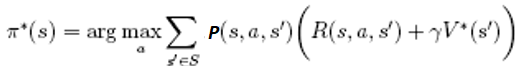 π*(s) = arg max_a ∑_{s'∈S} P(s, a, s') ( R(s, a, s') + γV*(s') )